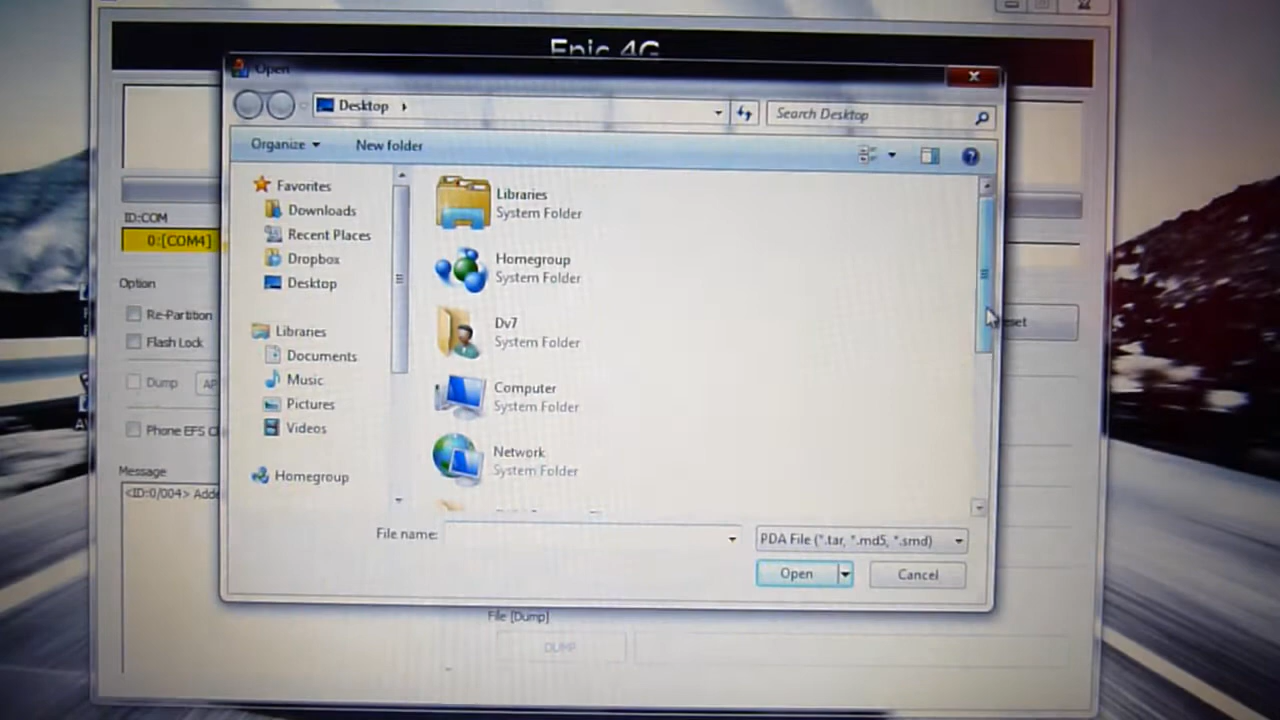 Epic 4G
Open
Desktop
Search Desktop
Organize
New folder
Favorites
Downloads
Recent Places
Dropbox
Desktop
Libraries
Documents
Music
Pictures
Videos
Homegroup
Libraries
System Folder
Homegroup
System Folder
Dv7
System Folder
Computer
System Folder
Network
System Folder
File name:
PDA File (*.tar, *.md5, *.smd)
Open
Cancel
ID:COM
0:[COM4]
Option
Re-Partition
Flash Lock
Dump
AP
Phone EFS C
Message
<ID:0/004> Adde
eset
File [Dump]
DUMP